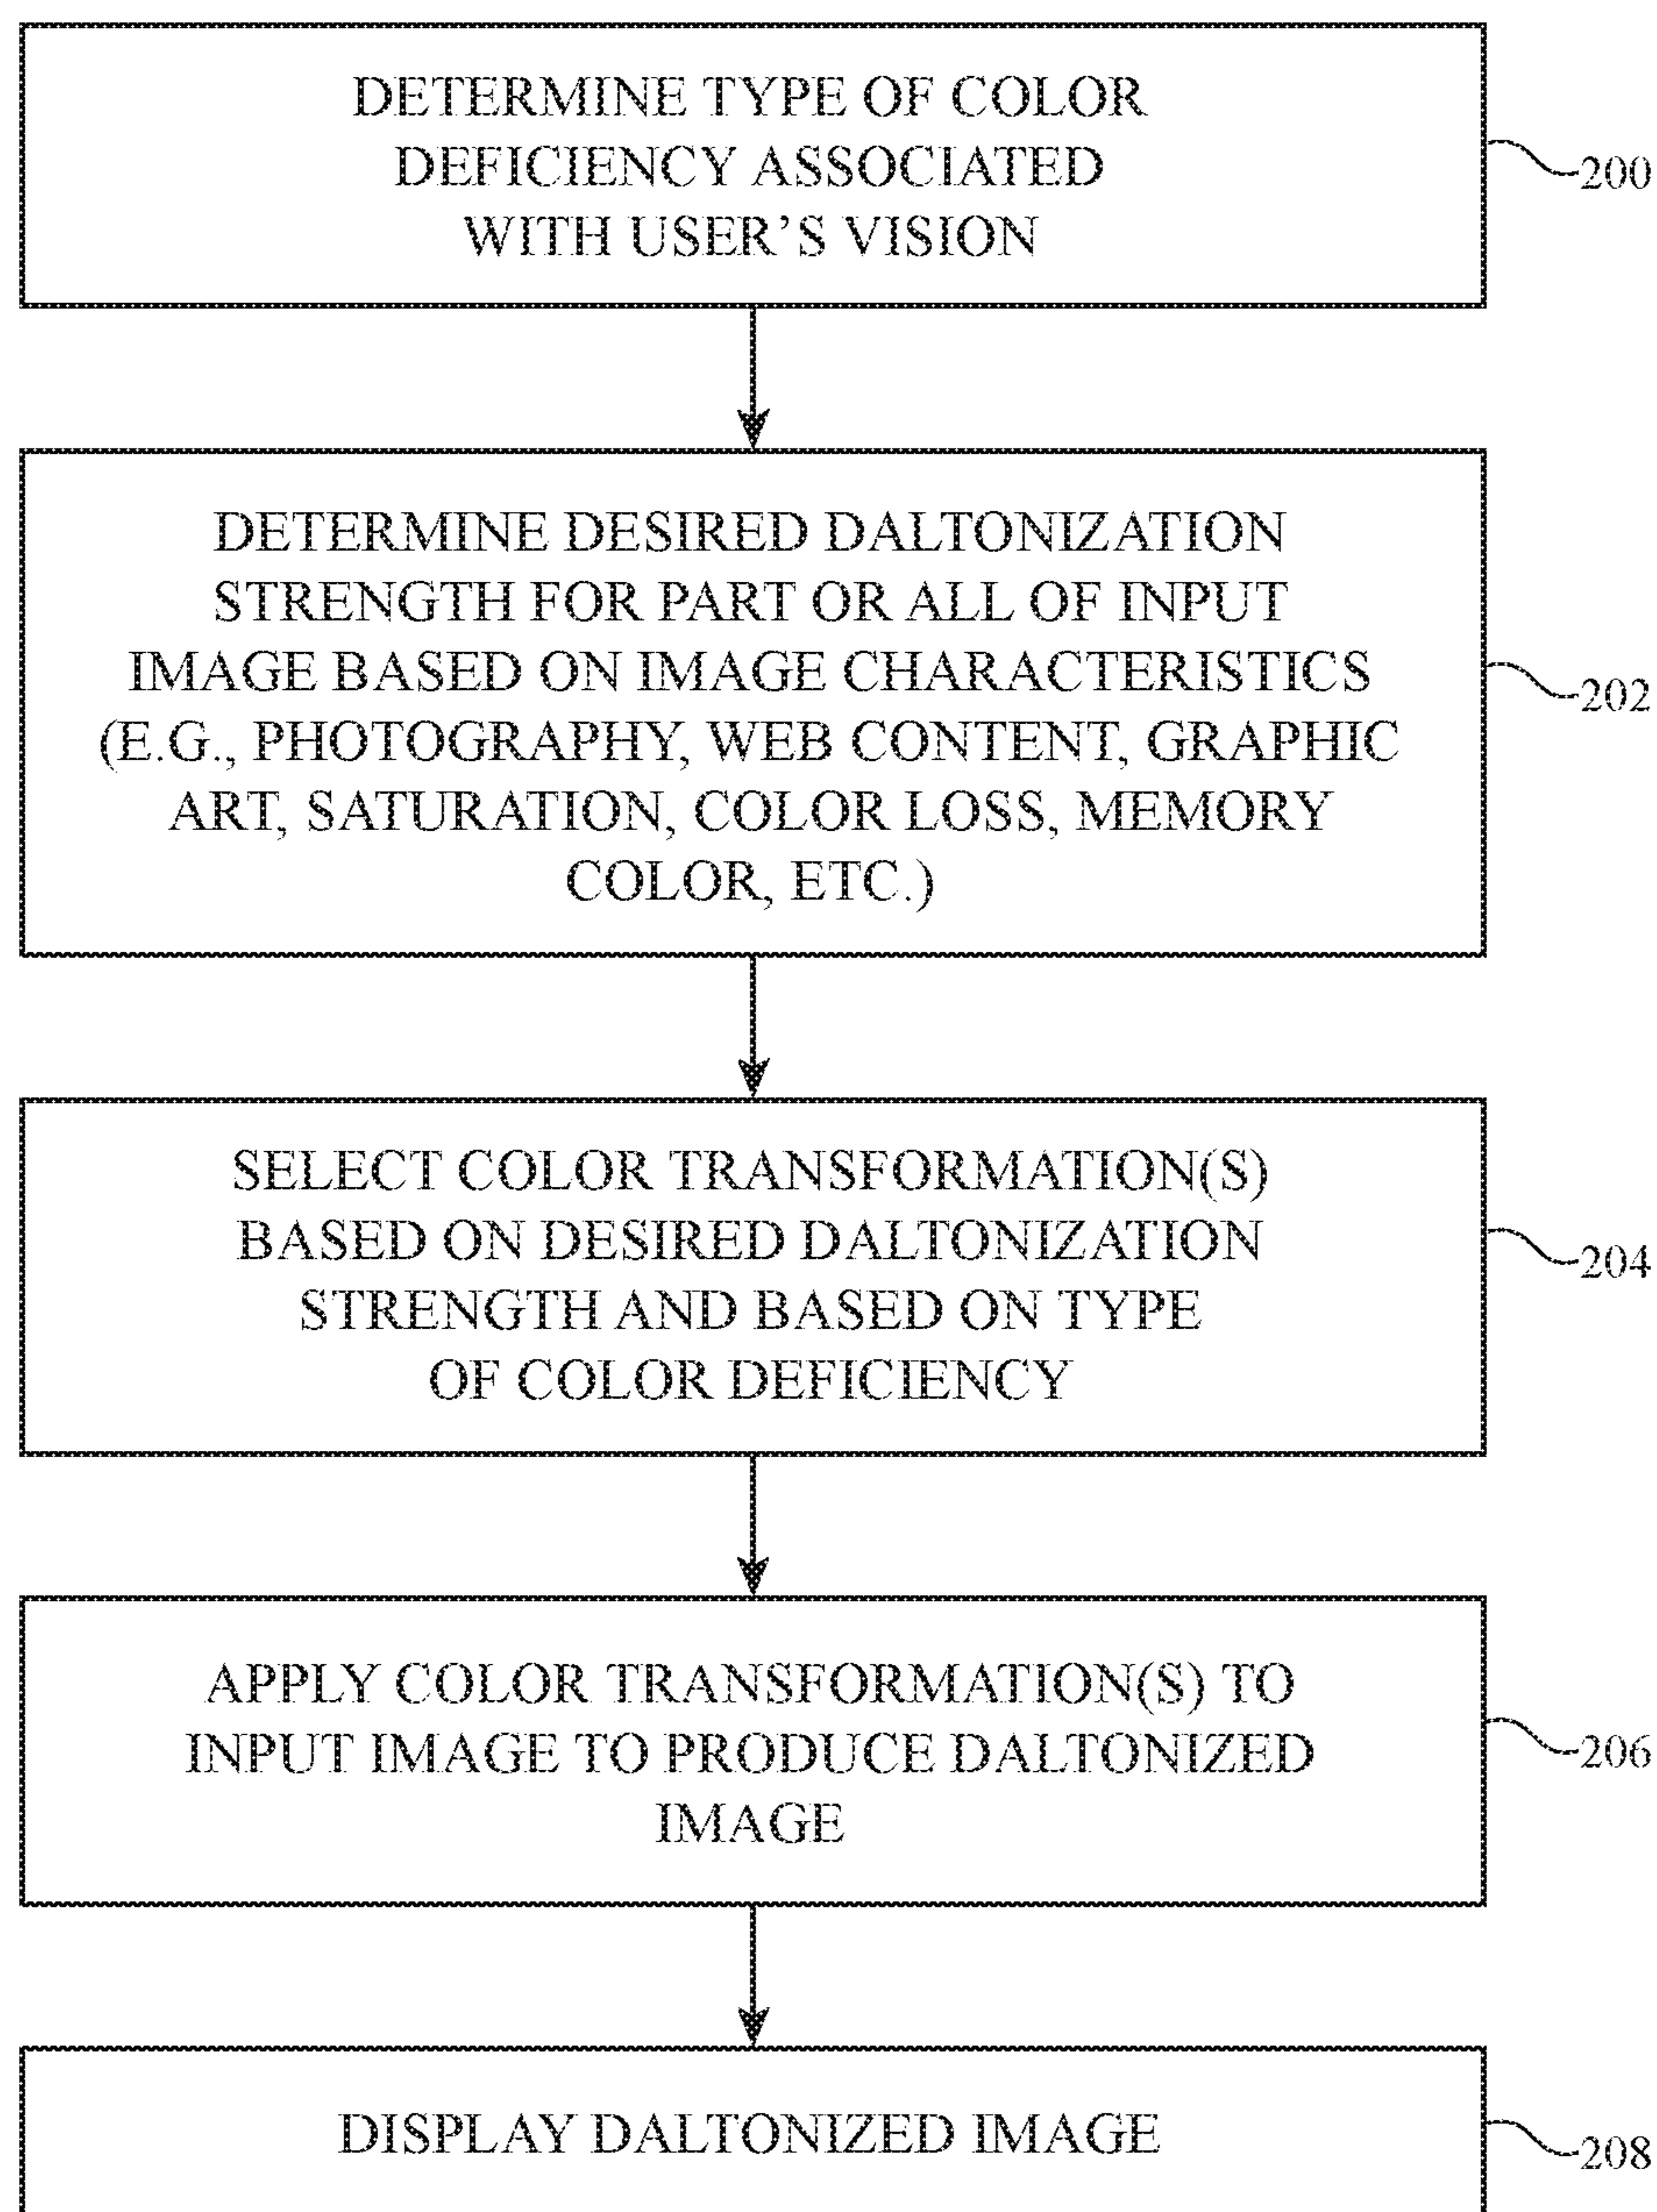 DETERMINE TYPE OF COLOR
DEFICIENCY ASSOCIATED
WITH USER'S VISION
200
DETERMINE DESIRED DALTONIZATION
STRENGTH FOR PART OR ALL OF INPUT
IMAGE BASED ON IMAGE CHARACTERISTICS
(E.G., PHOTOGRAPHY, WEB CONTENT, GRAPHIC
ART, SATURATION, COLOR LOSS, MEMORY
COLOR, ETC.)
202
SELECT COLOR TRANSFORMATION(S)
BASED ON DESIRED DALTONIZATION
STRENGTH AND BASED ON TYPE
OF COLOR DEFICIENCY
204
APPLY COLOR TRANSFORMATION(S) TO
INPUT IMAGE TO PRODUCE DALTONIZED
IMAGE
206
DISPLAY DALTONIZED IMAGE
208